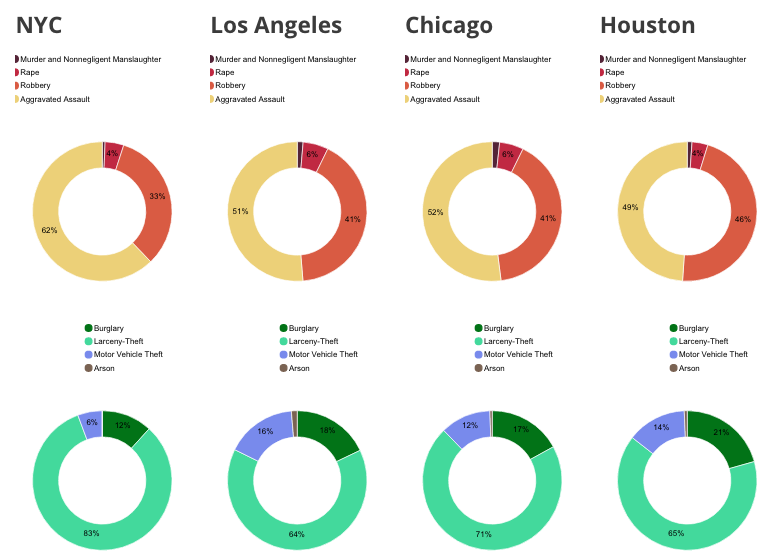 NYC
Murder and Nonnegligent Manslaughter
Rape
Robbery
Aggravated Assault
4%
33%
62%
Burglary
Larceny-Theft
Motor Vehicle Theft
Arson
6%
12%
83%
Los Angeles
Murder and Nonnegligent Manslaughter
Rape
Robbery
Aggravated Assault
6%
51%
41%
Burglary
Larceny-Theft
Motor Vehicle Theft
Arson
16%
18%
64%
Chicago
Murder and Nonnegligent Manslaughter
Rape
Robbery
Aggravated Assault
6%
52%
41%
Burglary
Larceny-Theft
Motor Vehicle Theft
Arson
12%
17%
71%
Houston
Murder and Nonnegligent Manslaughter
Rape
Robbery
Aggravated Assault
4%
49%
46%
Burglary
Larceny-Theft
Motor Vehicle Theft
Arson
14%
21%
65%